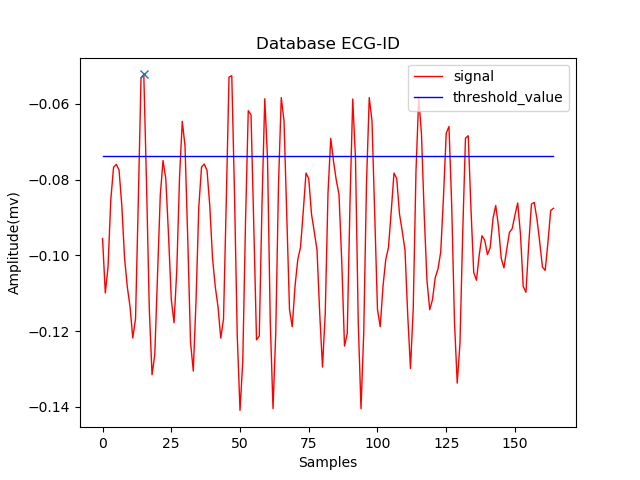 Database ECG-ID
signal
threshold_value
−0.06
−0.08
−0.10
−0.12
−0.14
Amplitude(mv)
0 25 50 75 100 125 150
Samples